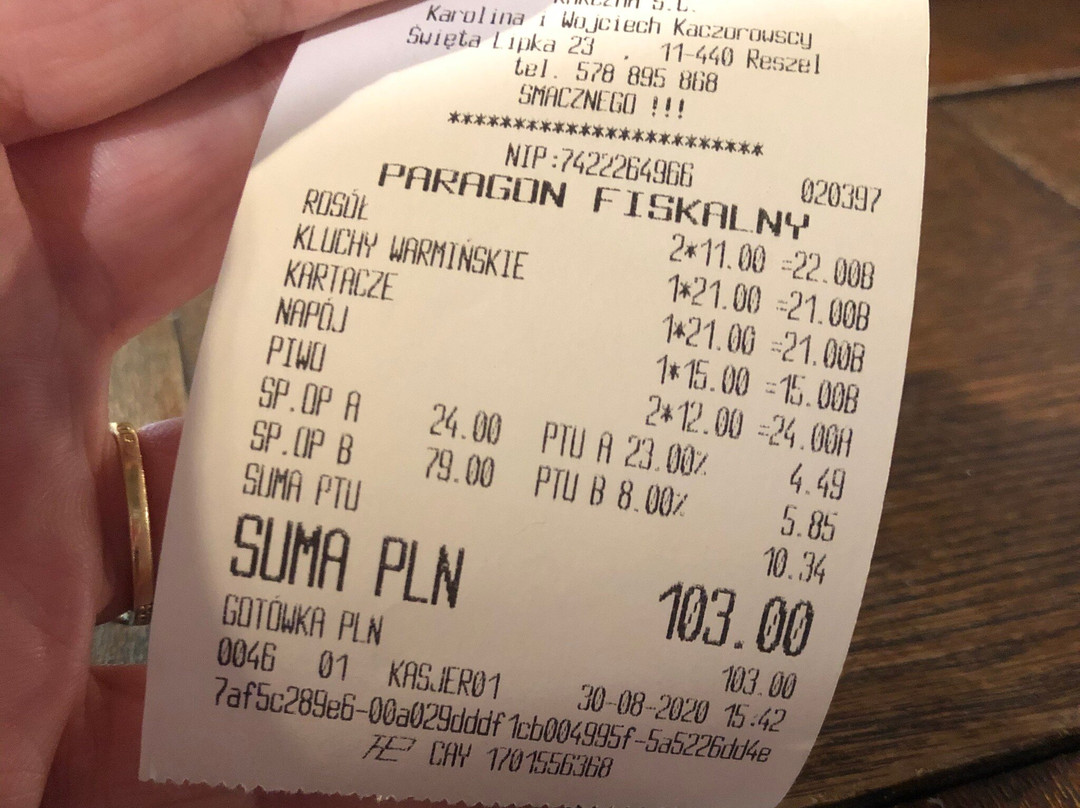 KARCZMA S.C.
Karolina i Wojciech Kaczorowscy
Święta Lipka 23 , 11-440 Reszel
tel. 578 895 868
SMACZNEGO !!!
************************
NIP:7422264966 020397
PARAGON FISKALNY
ROSÓŁ 2*11.00 =22.00B
KLUCHY WARMIŃSKIE 1*21.00 =21.00B
KARTACZE 1*21.00 =21.00B
NAPÓJ 1*15.00 =15.00B
PIWO 2*12.00 =24.00A
SP.OP A 24.00 PTU A 23.00% 4.49
SP.OP B 79.00 PTU B 8.00% 5.85
SUMA PTU 10.34
SUMA PLN 103.00
GOTÓWKA PLN 103.00
0046 01 KASJER01 30-08-2020 15:42
7af5c289e6-00a029dddf1cb004995f-5a5226dd4e
CAY 1701556368